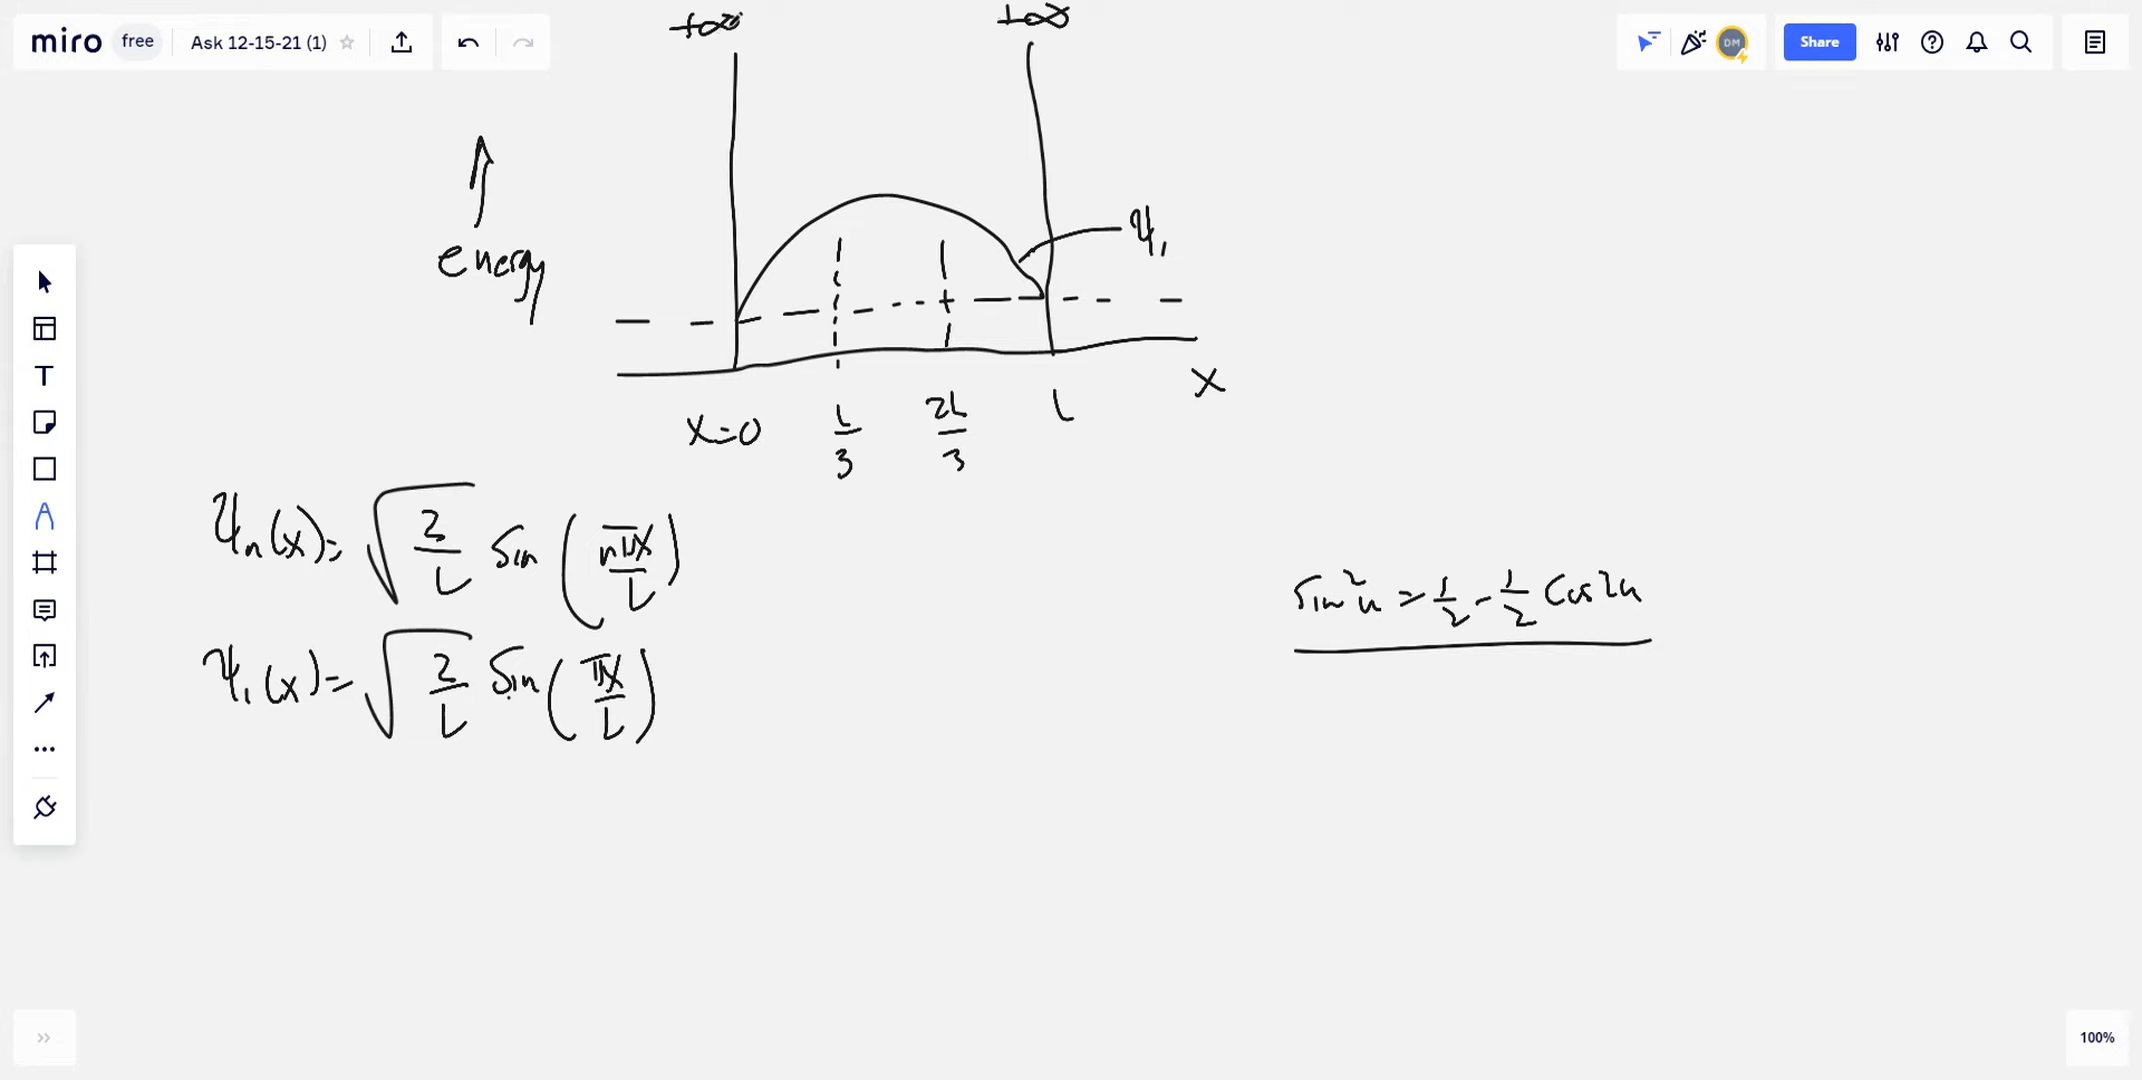 miro free Ask 12-15-21 (1)
DM Share
+∞ +∞
energy
ψ₁
x=0 L/3 2L/3 L x
ψₙ(x)= √(2/L) sin (nπx/L)
ψ₁(x)= √(2/L) sin (πx/L)
sin²u = 1/2 - 1/2 cos2u
T
100%